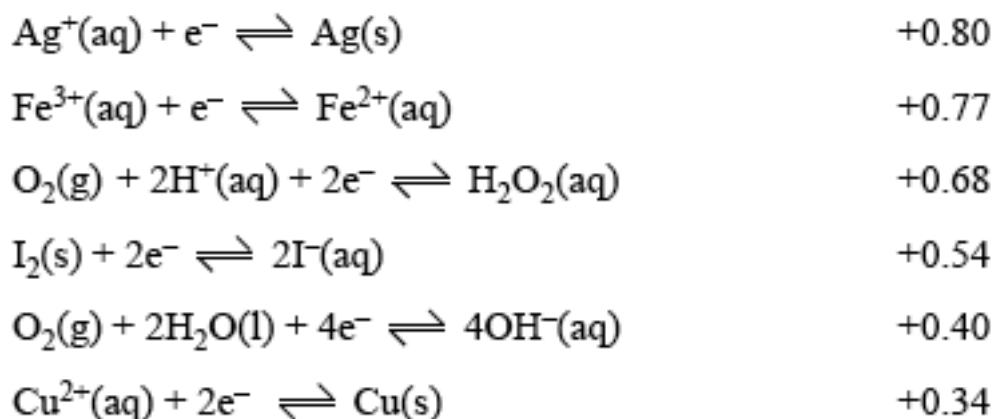 Ag⁺(aq) + e⁻ ⇌ Ag(s) +0.80
Fe³⁺(aq) + e⁻ ⇌ Fe²⁺(aq) +0.77
O₂(g) + 2H⁺(aq) + 2e⁻ ⇌ H₂O₂(aq) +0.68
I₂(s) + 2e⁻ ⇌ 2I⁻(aq) +0.54
O₂(g) + 2H₂O(l) + 4e⁻ ⇌ 4OH⁻(aq) +0.40
Cu²⁺(aq) + 2e⁻ ⇌ Cu(s) +0.34